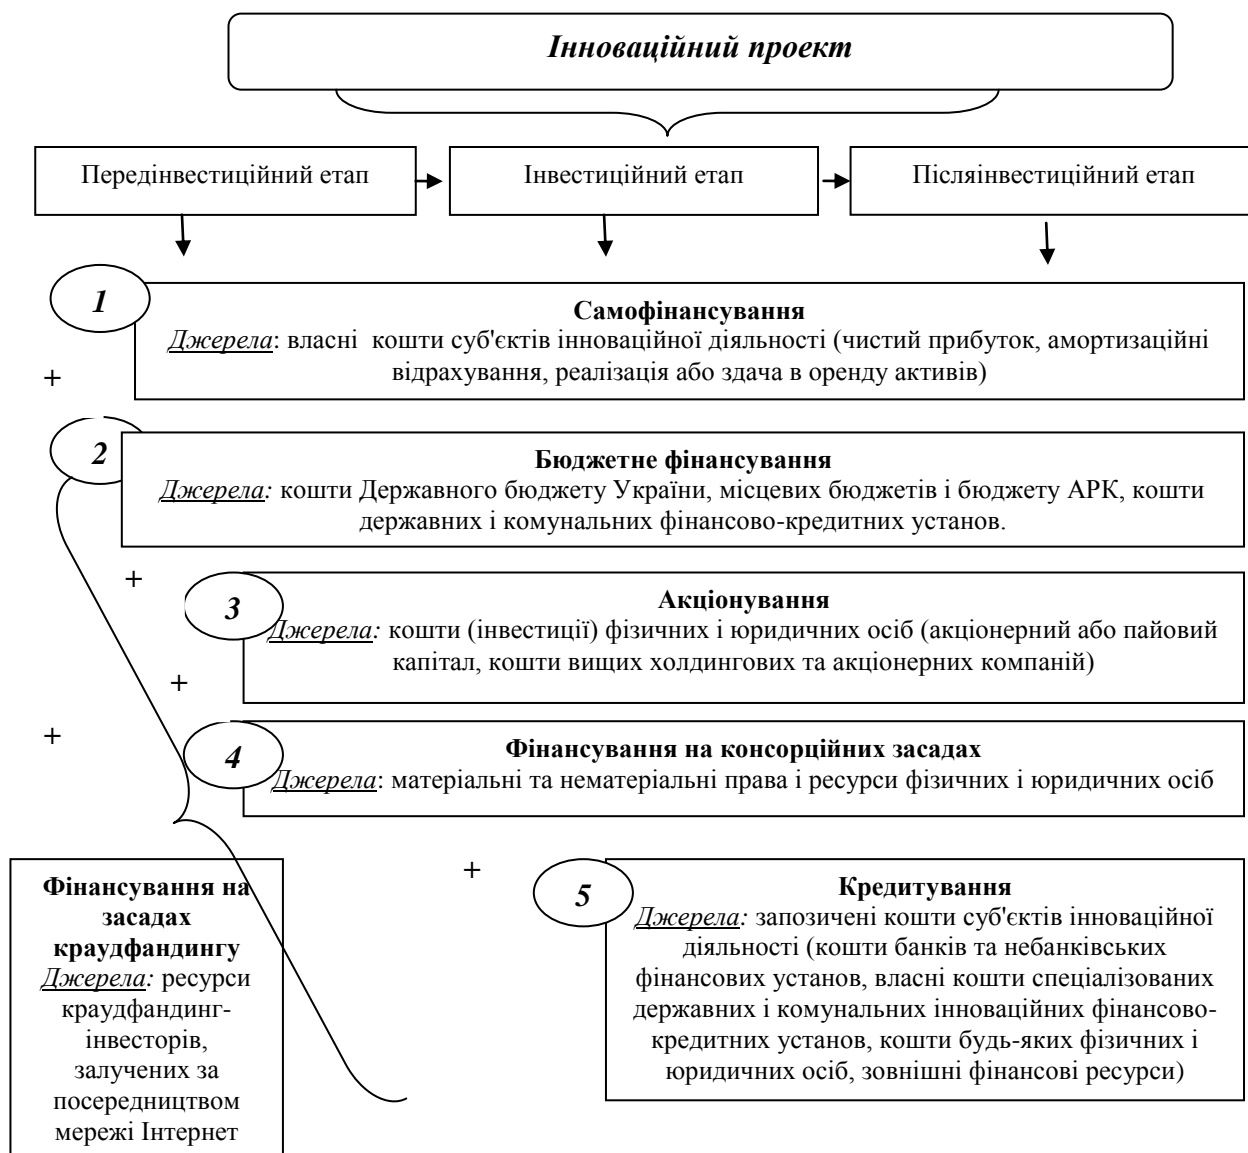 Інноваційний проект
Передінвестиційний етап
Інвестиційний етап
Післяінвестиційний етап
1
Самофінансування
Джерела: власні кошти суб'єктів інноваційної діяльності (чистий прибуток, амортизаційні
відрахування, реалізація або здача в оренду активів)
+
2
Бюджетне фінансування
Джерела: кошти Державного бюджету України, місцевих бюджетів і бюджету АРК, кошти
державних і комунальних фінансово-кредитних установ.
+
3
Акціонування
Джерела: кошти (інвестиції) фізичних і юридичних осіб (акціонерний або пайовий
капітал, кошти вищих холдингових та акціонерних компаній)
+
+
4
Фінансування на консорційних засадах
Джерела: матеріальні та нематеріальні права і ресурси фізичних і юридичних осіб
Фінансування на
засадах
краудфандингу
Джерела: ресурси
краудфандинг-
інвесторів,
залучених за
посередництвом
мережі Інтернет
+
5
Кредитування
Джерела: запозичені кошти суб'єктів інноваційної
діяльності (кошти банків та небанківських
фінансових установ, власні кошти спеціалізованих
державних і комунальних інноваційних фінансово-
кредитних установ, кошти будь-яких фізичних і
юридичних осіб, зовнішні фінансові ресурси)